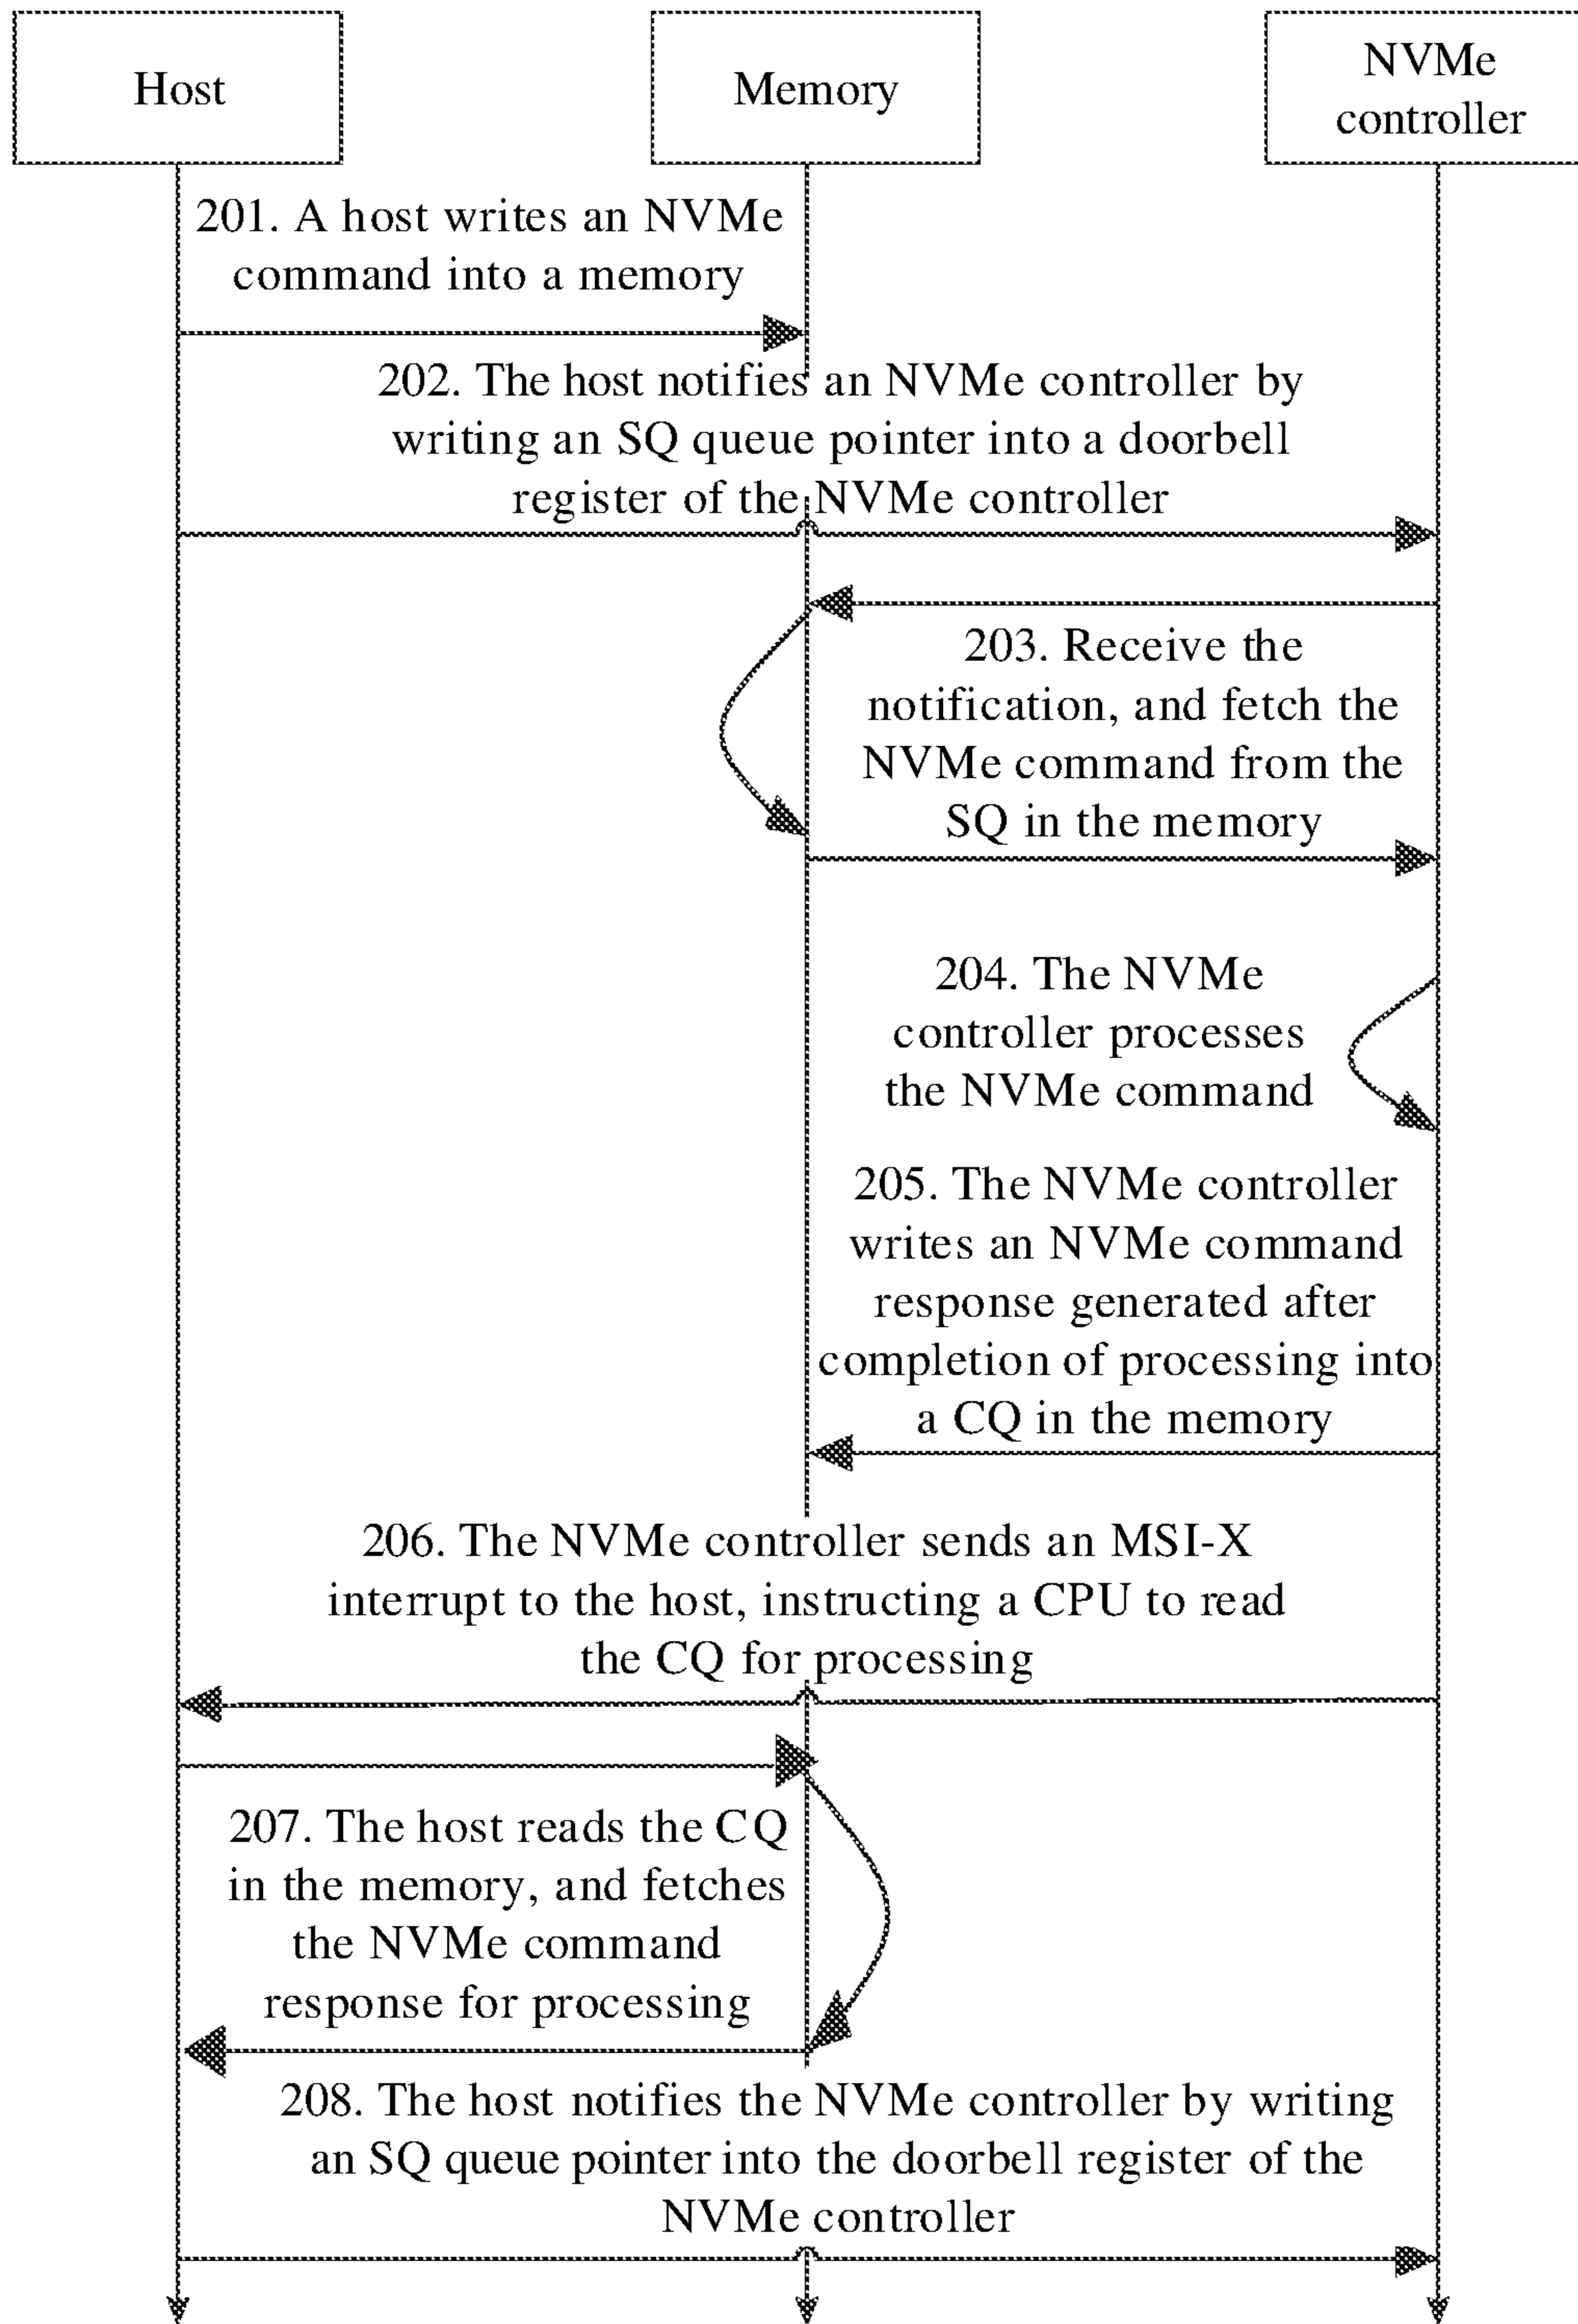 Host
Memory
NVMe
controller
201. A host writes an NVMe
command into a memory
202. The host notifies an NVMe controller by
writing an SQ queue pointer into a doorbell
register of the NVMe controller
203. Receive the
notification, and fetch the
NVMe command from the
SQ in the memory
204. The NVMe
controller processes
the NVMe command
205. The NVMe controller
writes an NVMe command
response generated after
completion of processing into
a CQ in the memory
206. The NVMe controller sends an MSI-X
interrupt to the host, instructing a CPU to read
the CQ for processing
207. The host reads the CQ
in the memory, and fetches
the NVMe command
response for processing
208. The host notifies the NVMe controller by writing
an SQ queue pointer into the doorbell register of the
NVMe controller